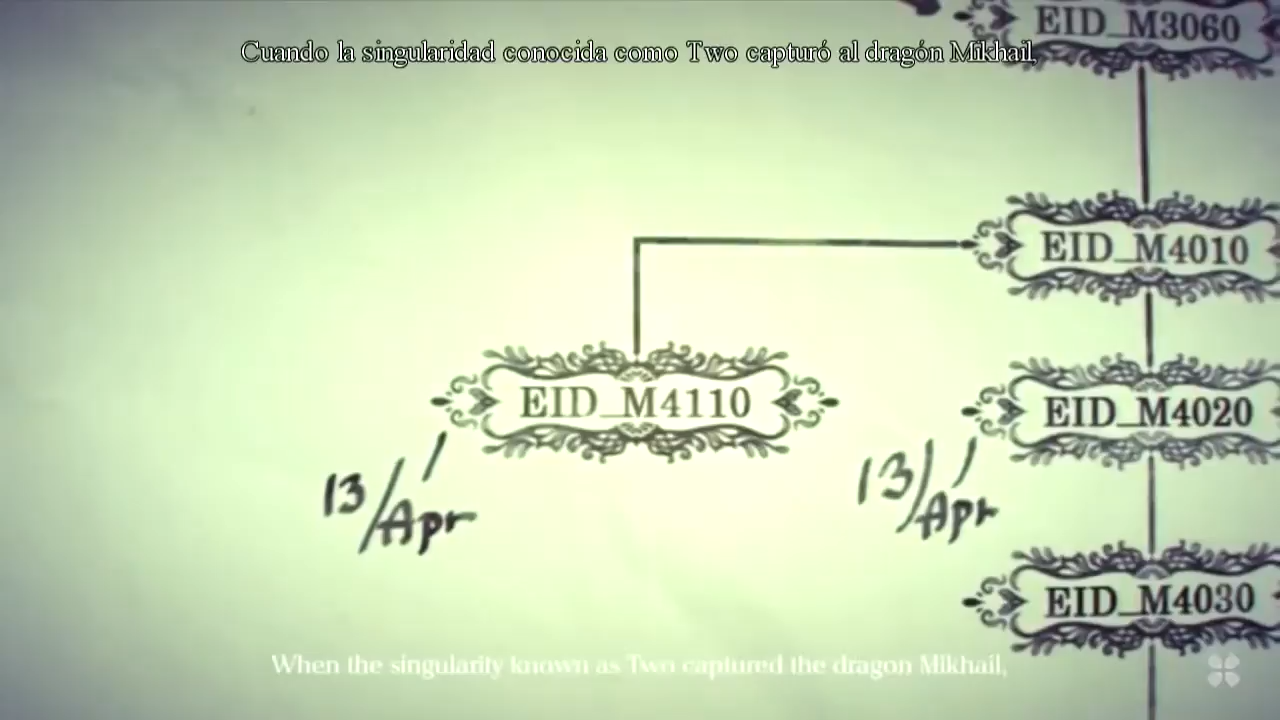 EID_M3060
Cuando la singularidad conocida como Two capturó al dragón Mikhail,
EID_M4010
EID_M4110
EID_M4020
13/Apr
13/Apr
EID_M4030
When the singularity known as Two captured the dragon Mikhail,